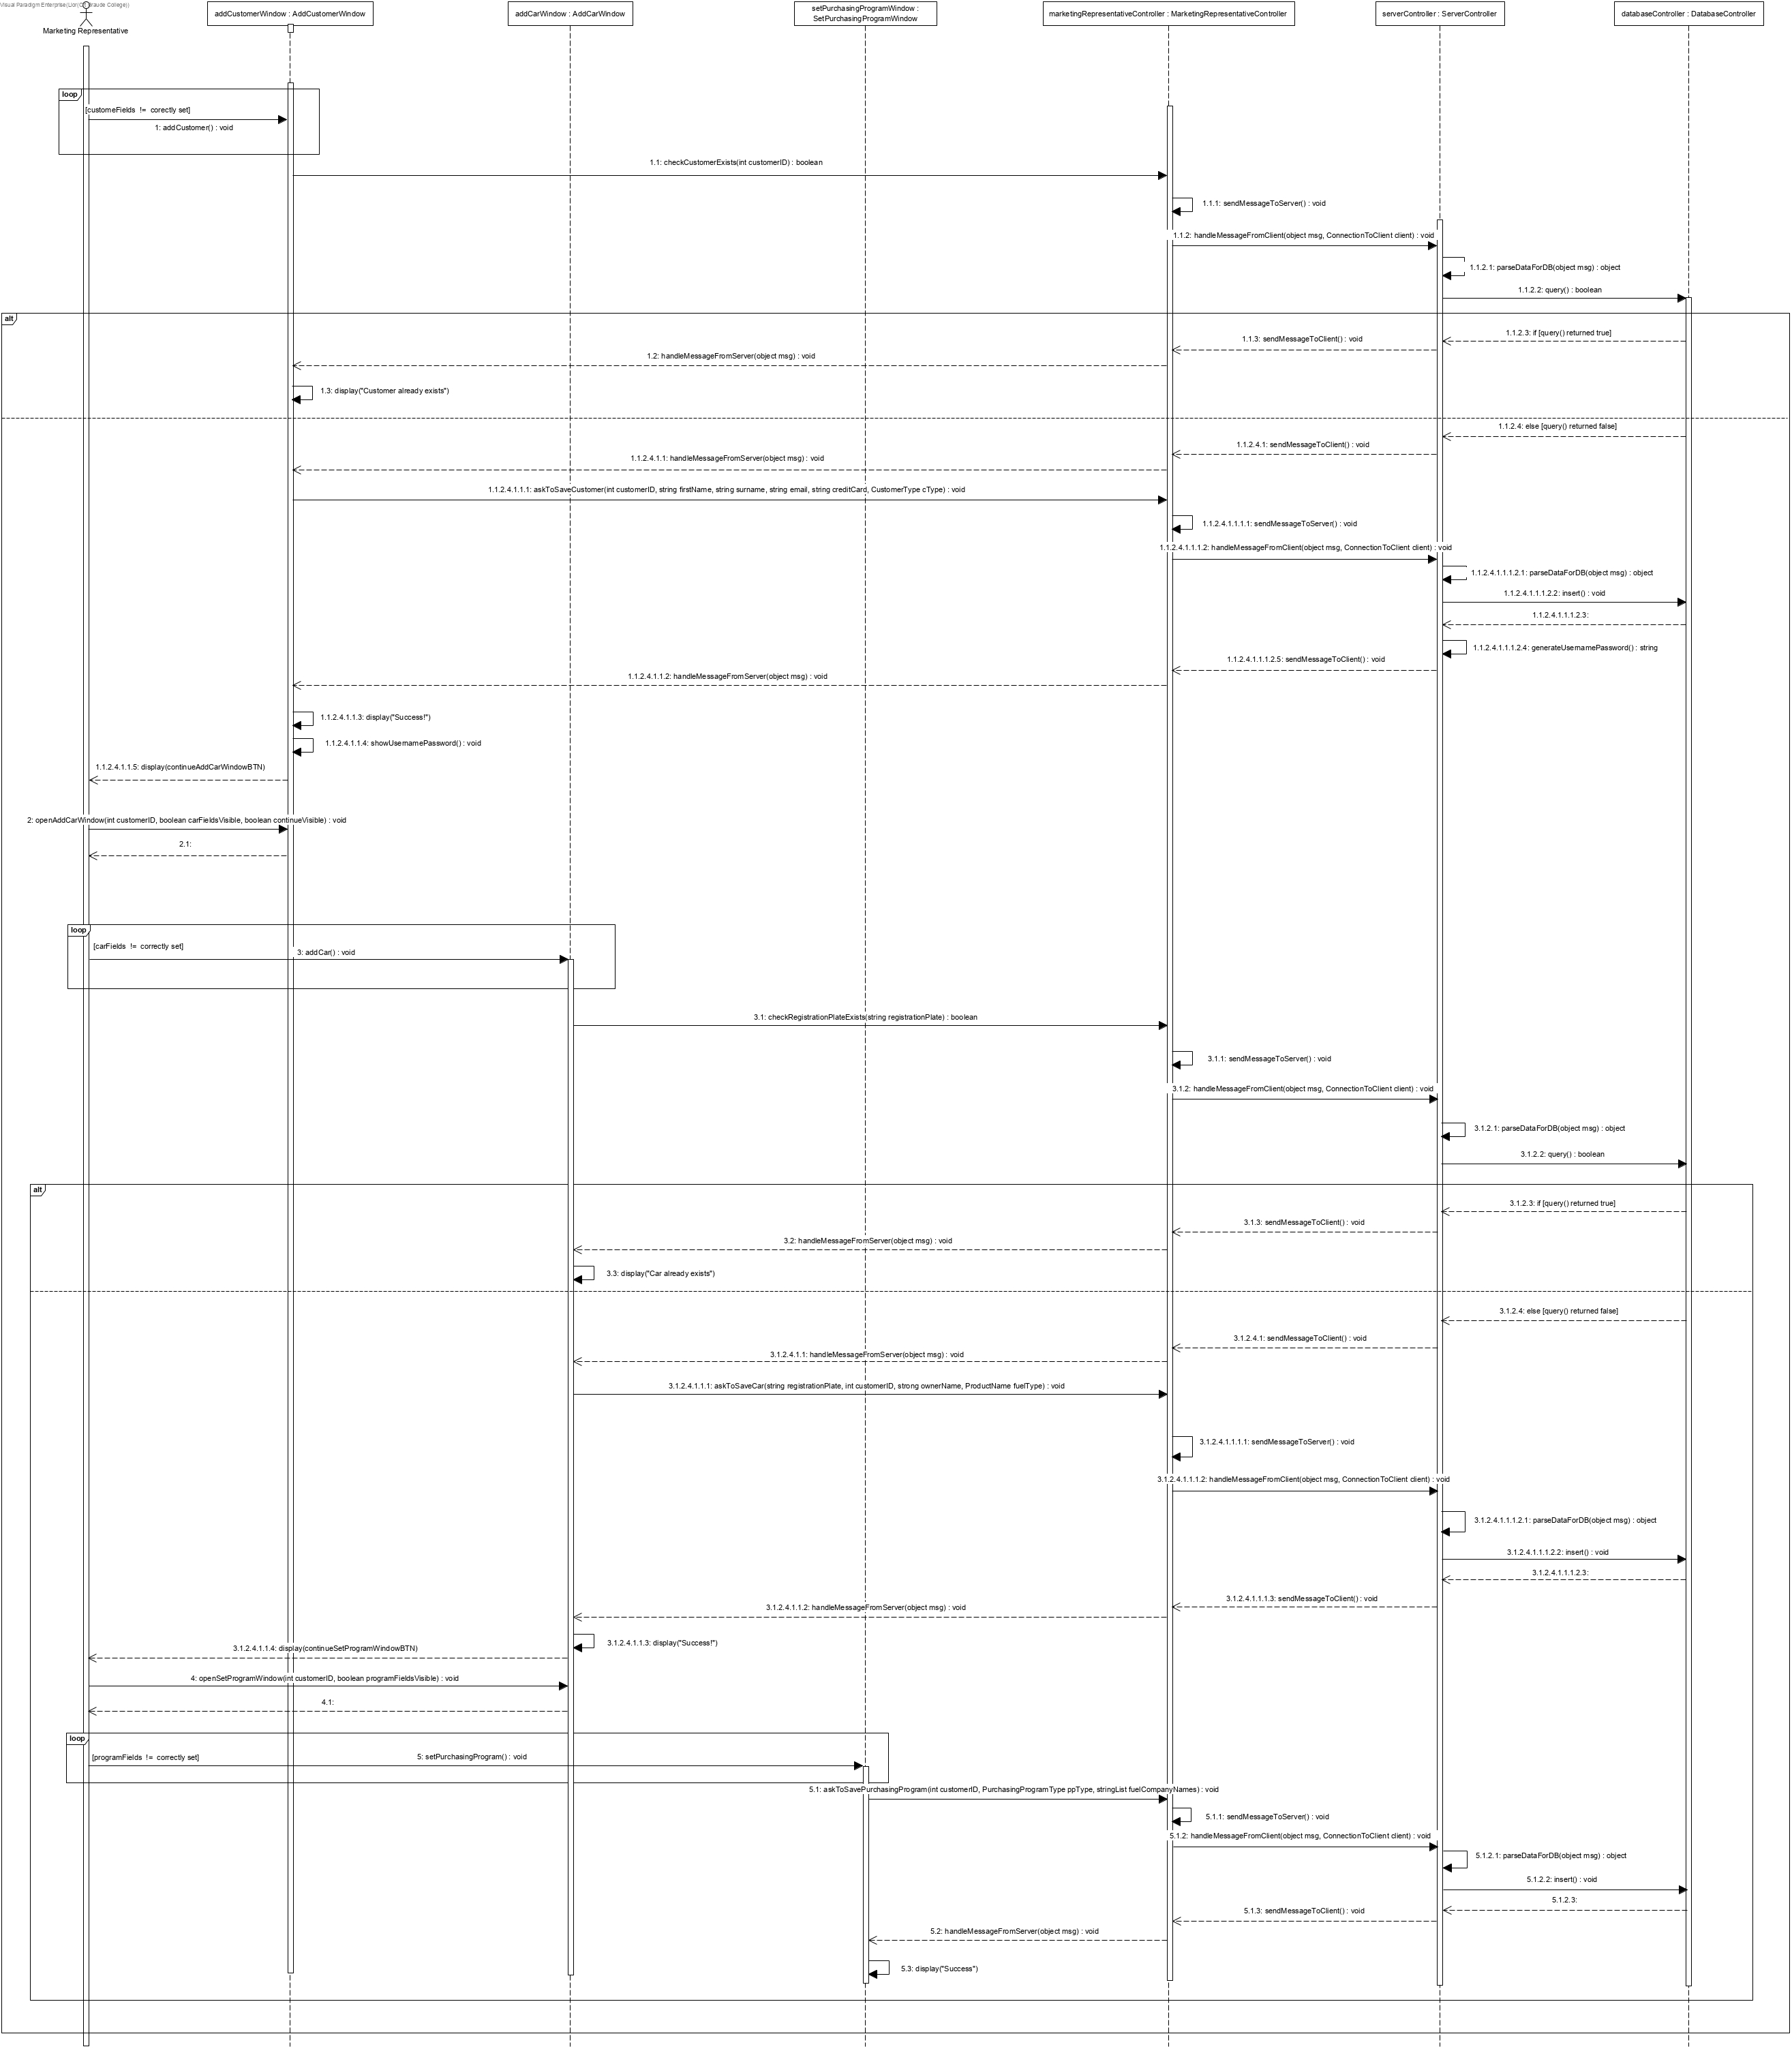 Visual Paradigm Enterprise(Lior(Ort Braude College))
Marketing Representative
addCustomerWindow : AddCustomerWindow
addCarWindow : AddCarWindow
setPurchasingProgramWindow :
SetPurchasingProgramWindow
marketingRepresentativeController : MarketingRepresentativeController
serverController : ServerController
databaseController : DatabaseController
loop
[customeFields != corectly set]
1: addCustomer() : void
1.1: checkCustomerExists(int customerID) : boolean
1.1.1: sendMessageToServer() : void
1.1.2: handleMessageFromClient(object msg, ConnectionToClient client) : void
1.1.2.1: parseDataForDB(object msg) : object
1.1.2.2: query() : boolean
alt
1.1.2.3: if [query() returned true]
1.1.3: sendMessageToClient() : void
1.2: handleMessageFromServer(object msg) : void
1.3: display("Customer already exists")
1.1.2.4: else [query() returned false]
1.1.2.4.1: sendMessageToClient() : void
1.1.2.4.1.1: handleMessageFromServer(object msg) : void
1.1.2.4.1.1.1: askToSaveCustomer(int customerID, string firstName, string surname, string email, string creditCard, CustomerType cType) : void
1.1.2.4.1.1.1.1: sendMessageToServer() : void
1.1.2.4.1.1.1.2: handleMessageFromClient(object msg, ConnectionToClient client) : void
1.1.2.4.1.1.1.2.1: parseDataForDB(object msg) : object
1.1.2.4.1.1.1.2.2: insert() : void
1.1.2.4.1.1.1.2.3:
1.1.2.4.1.1.1.2.4: generateUsernamePassword() : string
1.1.2.4.1.1.1.2.5: sendMessageToClient() : void
1.1.2.4.1.1.2: handleMessageFromServer(object msg) : void
1.1.2.4.1.1.3: display("Success!")
1.1.2.4.1.1.4: showUsernamePassword() : void
1.1.2.4.1.1.5: display(continueAddCarWindowBTN)
2: openAddCarWindow(int customerID, boolean carFieldsVisible, boolean continueVisible) : void
2.1:
loop
[carFields != correctly set]
3: addCar() : void
3.1: checkRegistrationPlateExists(string registrationPlate) : boolean
3.1.1: sendMessageToServer() : void
3.1.2: handleMessageFromClient(object msg, ConnectionToClient client) : void
3.1.2.1: parseDataForDB(object msg) : object
3.1.2.2: query() : boolean
alt
3.1.2.3: if [query() returned true]
3.1.3: sendMessageToClient() : void
3.2: handleMessageFromServer(object msg) : void
3.3: display("Car already exists")
3.1.2.4: else [query() returned false]
3.1.2.4.1: sendMessageToClient() : void
3.1.2.4.1.1: handleMessageFromServer(object msg) : void
3.1.2.4.1.1.1: askToSaveCar(string registrationPlate, int customerID, strong ownerName, ProductName fuelType) : void
3.1.2.4.1.1.1.1: sendMessageToServer() : void
3.1.2.4.1.1.1.2: handleMessageFromClient(object msg, ConnectionToClient client) : void
3.1.2.4.1.1.1.2.1: parseDataForDB(object msg) : object
3.1.2.4.1.1.1.2.2: insert() : void
3.1.2.4.1.1.1.2.3:
3.1.2.4.1.1.1.3: sendMessageToClient() : void
3.1.2.4.1.1.2: handleMessageFromServer(object msg) : void
3.1.2.4.1.1.3: display("Success!")
3.1.2.4.1.1.4: display(continueSetProgramWindowBTN)
4: openSetProgramWindow(int customerID, boolean programFieldsVisible) : void
4.1:
loop
[programFields != correctly set]
5: setPurchasingProgram() : void
5.1: askToSavePurchasingProgram(int customerID, PurchasingProgramType ppType, stringList fuelCompanyNames) : void
5.1.1: sendMessageToServer() : void
5.1.2: handleMessageFromClient(object msg, ConnectionToClient client) : void
5.1.2.1: parseDataForDB(object msg) : object
5.1.2.2: insert() : void
5.1.2.3:
5.1.3: sendMessageToClient() : void
5.2: handleMessageFromServer(object msg) : void
5.3: display("Success")